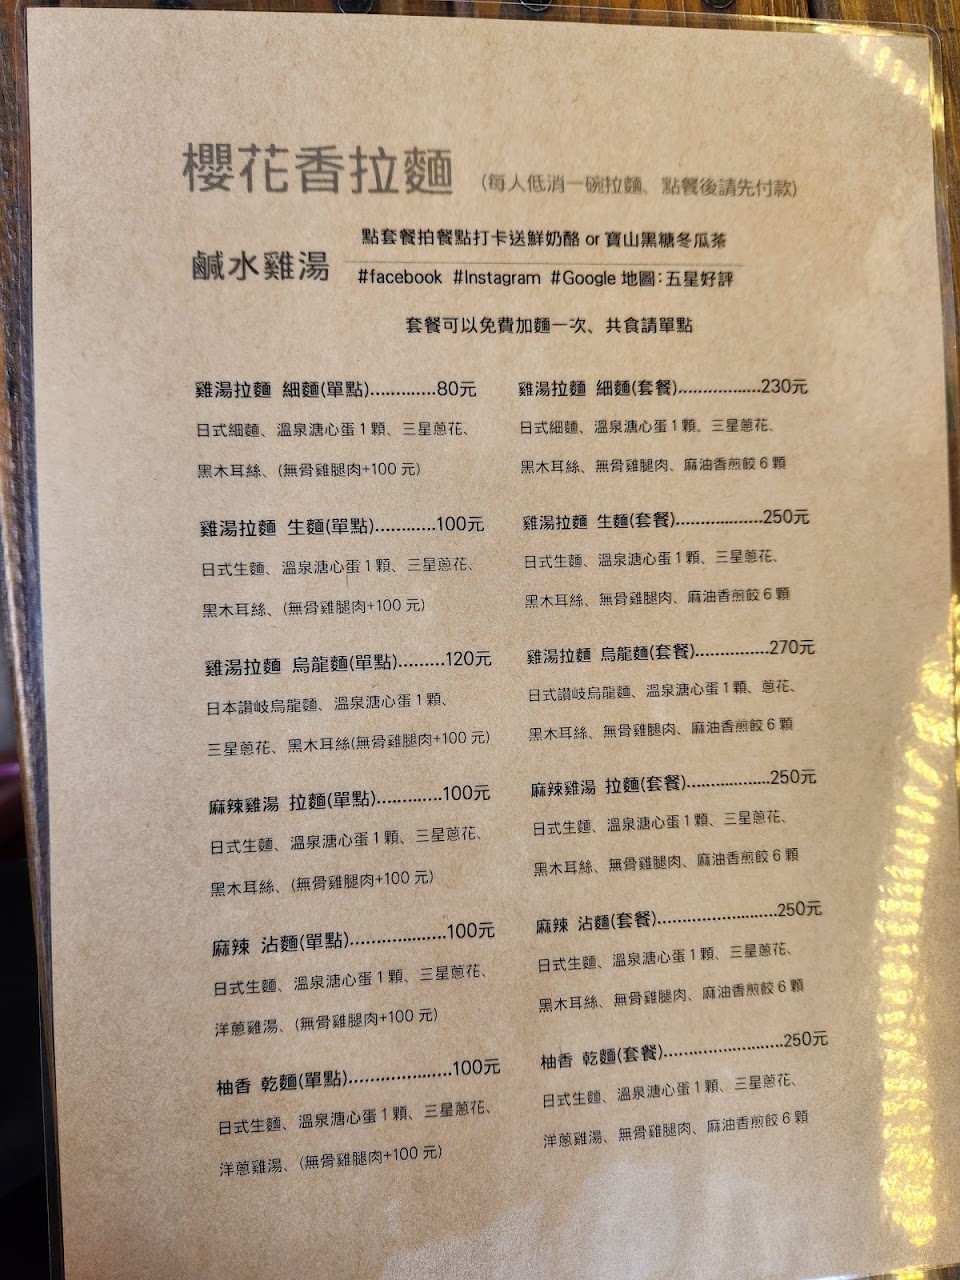 櫻花香拉麵 (每人低消一碗拉麵、點餐後請先付款)
鹹水雞湯
點套餐拍餐點打卡送鮮奶酪 or 寶山黑糖冬瓜茶
#facebook #Instagram #Google 地圖:五星好評
套餐可以免費加麵一次、共食請單點
雞湯拉麵 細麵(單點).............80元
日式細麵、溫泉溏心蛋1顆、三星蔥花、
黑木耳絲、(無骨雞腿肉+100 元)
雞湯拉麵 生麵(單點)............100元
日式生麵、溫泉溏心蛋1顆、三星蔥花、
黑木耳絲、(無骨雞腿肉+100 元)
雞湯拉麵 烏龍麵(單點).........120元
日本讃岐烏龍麵、溫泉溏心蛋1顆、
三星蔥花、黑木耳絲(無骨雞腿肉+100 元)
麻辣雞湯 拉麵(單點).............100元
日式生麵、溫泉溏心蛋1顆、三星蔥花、
黑木耳絲、(無骨雞腿肉+100 元)
麻辣 沾麵(單點)...................100元
日式生麵、溫泉溏心蛋1顆、三星蔥花、
洋蔥雞湯、(無骨雞腿肉+100 元)
柚香 乾麵(單點)....................100元
日式生麵、溫泉溏心蛋1顆、三星蔥花、
洋蔥雞湯、(無骨雞腿肉+100 元)
雞湯拉麵 細麵(套餐).................230元
日式細麵、溫泉溏心蛋1顆、三星蔥花、
黑木耳絲、無骨雞腿肉、麻油香煎餃6顆
雞湯拉麵 生麵(套餐)..................250元
日式生麵、溫泉溏心蛋1顆、三星蔥花、
黑木耳絲、無骨雞腿肉、麻油香煎餃6顆
雞湯拉麵 烏龍麵(套餐)...............270元
日式讃岐烏龍麵、溫泉溏心蛋1顆、蔥花、
黑木耳絲、無骨雞腿肉、麻油香煎餃6顆
麻辣雞湯 拉麵(套餐).................250元
日式生麵、溫泉溏心蛋1顆、三星蔥花、
黑木耳絲、無骨雞腿肉、麻油香煎餃6顆
麻辣 沾麵(套餐)........................250元
日式生麵、溫泉溏心蛋1顆、三星蔥花、
黑木耳絲、無骨雞腿肉、麻油香煎餃6顆
柚香 乾麵(套餐)........................250元
日式生麵、溫泉溏心蛋1顆、三星蔥花、
洋蔥雞湯、無骨雞腿肉、麻油香煎餃6顆